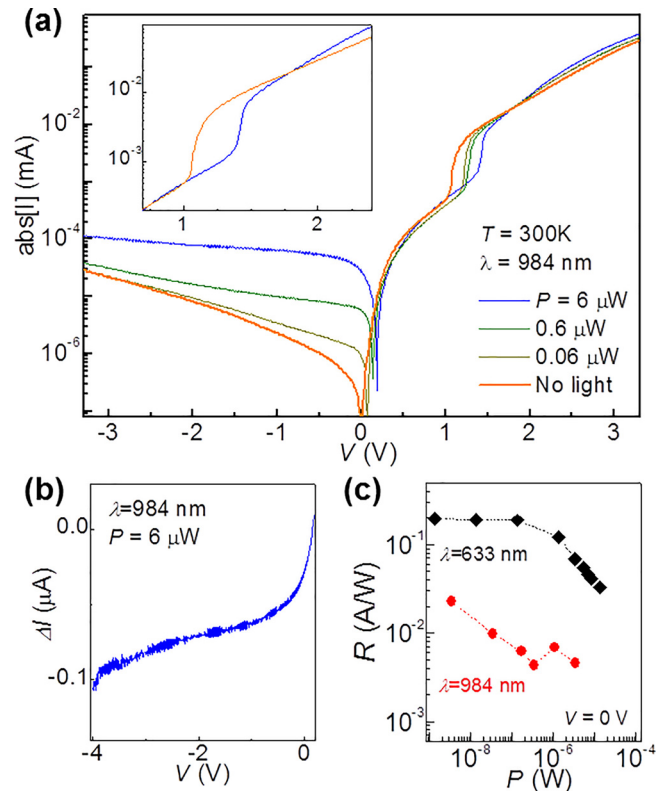 (a)
abs[I] (mA)
10⁻²
10⁻⁴
10⁻⁶
10⁻²
10⁻³
1
2
T = 300K
λ = 984 nm
P = 6 μW
0.6 μW
0.06 μW
No light
-3
-2
-1
0
1
2
3
V (V)
(b)
λ=984 nm
P = 6 μW
ΔI (μA)
0.0
-0.1
-4
-2
0
V (V)
(c)
R (A/W)
10⁻¹
10⁻²
10⁻³
λ=633 nm
λ=984 nm
V = 0 V
10⁻⁸
10⁻⁶
10⁻⁴
P (W)